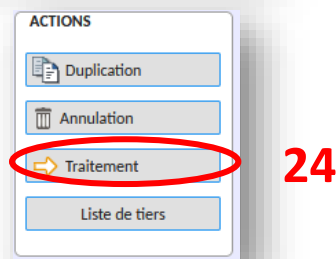 ACTIONS
Duplication
Annulation
Traitement
24
Liste de tiers